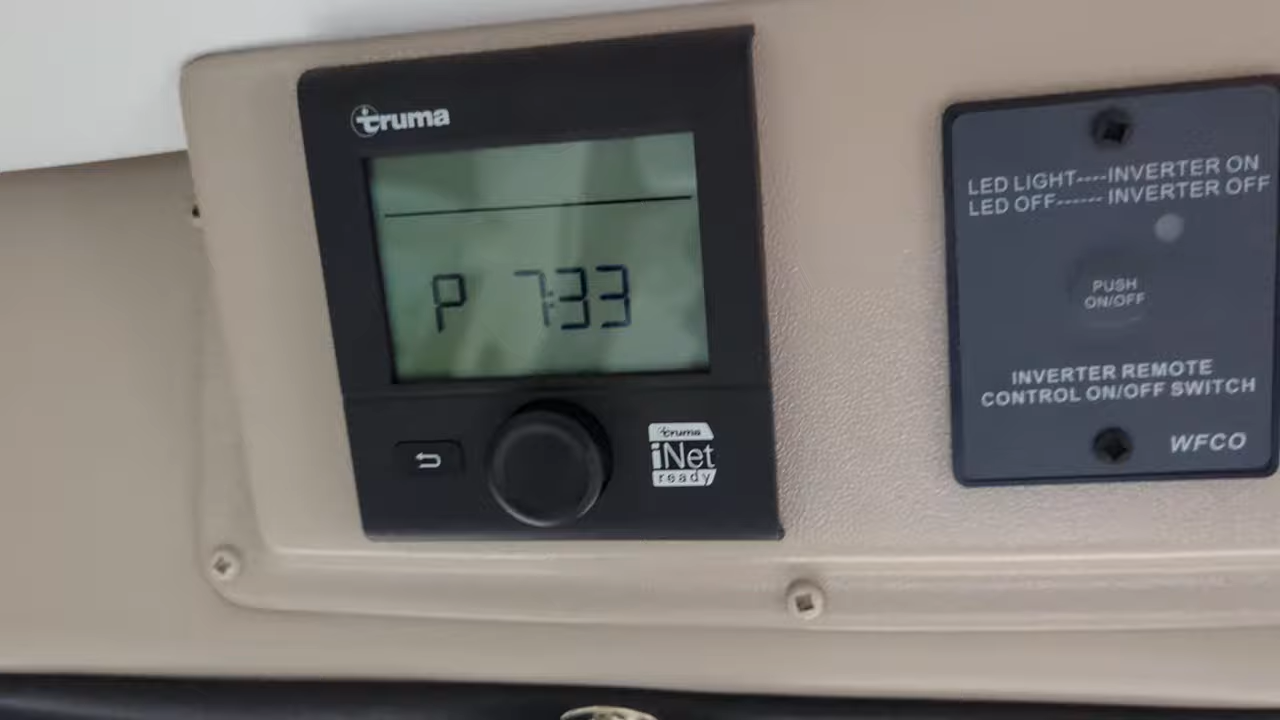 truma
P 7:33
truma
iNet
ready
LED LIGHT----INVERTER ON
LED OFF------ INVERTER OFF
PUSH
ON/OFF
INVERTER REMOTE
CONTROL ON/OFF SWITCH
WFCO